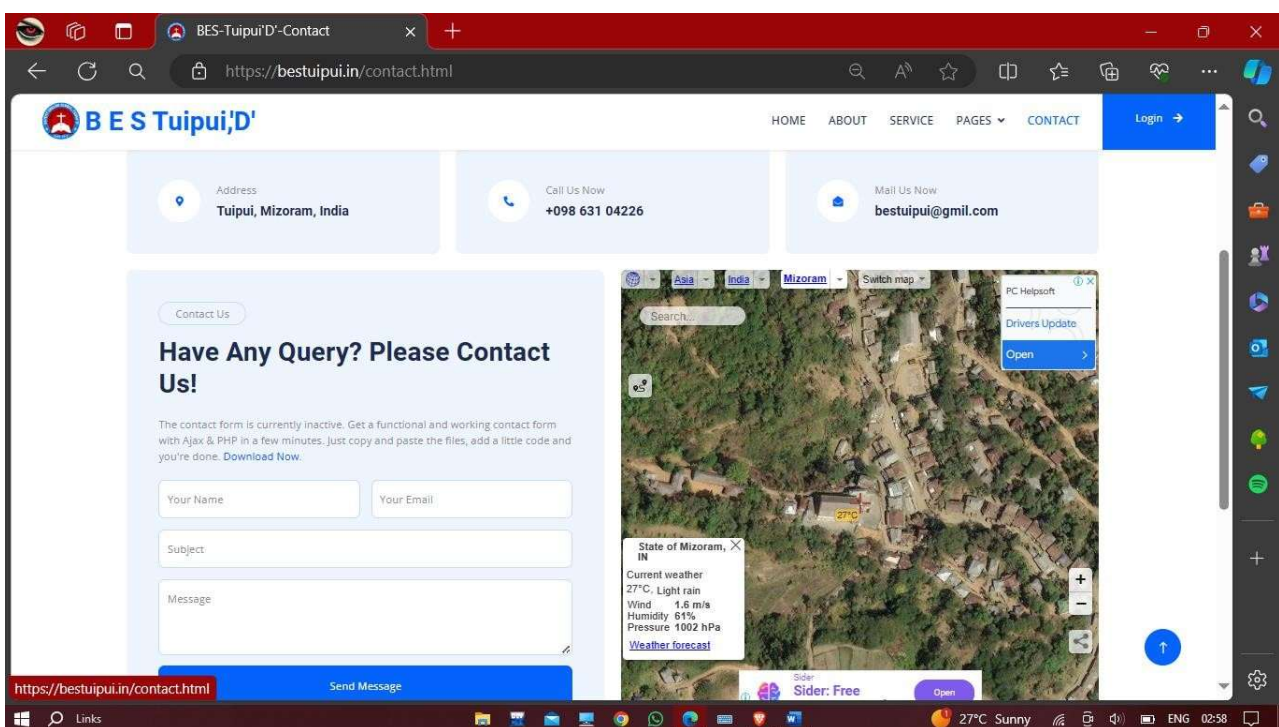 BES-Tuipui'D'-Contact
https://bestuipui.in/contact.html
B E S Tuipui,'D'
HOME ABOUT SERVICE PAGES CONTACT Login
Address
Tuipui, Mizoram, India
Call Us Now
+098 631 04226
Mail Us Now
bestuipui@gmil.com
Contact Us
Have Any Query? Please Contact
Us!
The contact form is currently inactive. Get a functional and working contact form
with Ajax & PHP in a few minutes. Just copy and paste the files, add a little code and
you're done. Download Now.
Your Name
Your Email
Subject
Message
Send Message
Asia India Mizoram Switch map
Search...
PC Helpsoft
Drivers Update
Open
27°C
State of Mizoram,
IN
Current weather
27°C, Light rain
Wind 1.6 m/s
Humidity 61%
Pressure 1002 hPa
Weather forecast
+
−
Sider
Sider: Free
Open
https://bestuipui.in/contact.html
Links
27°C Sunny
ENG 02:58